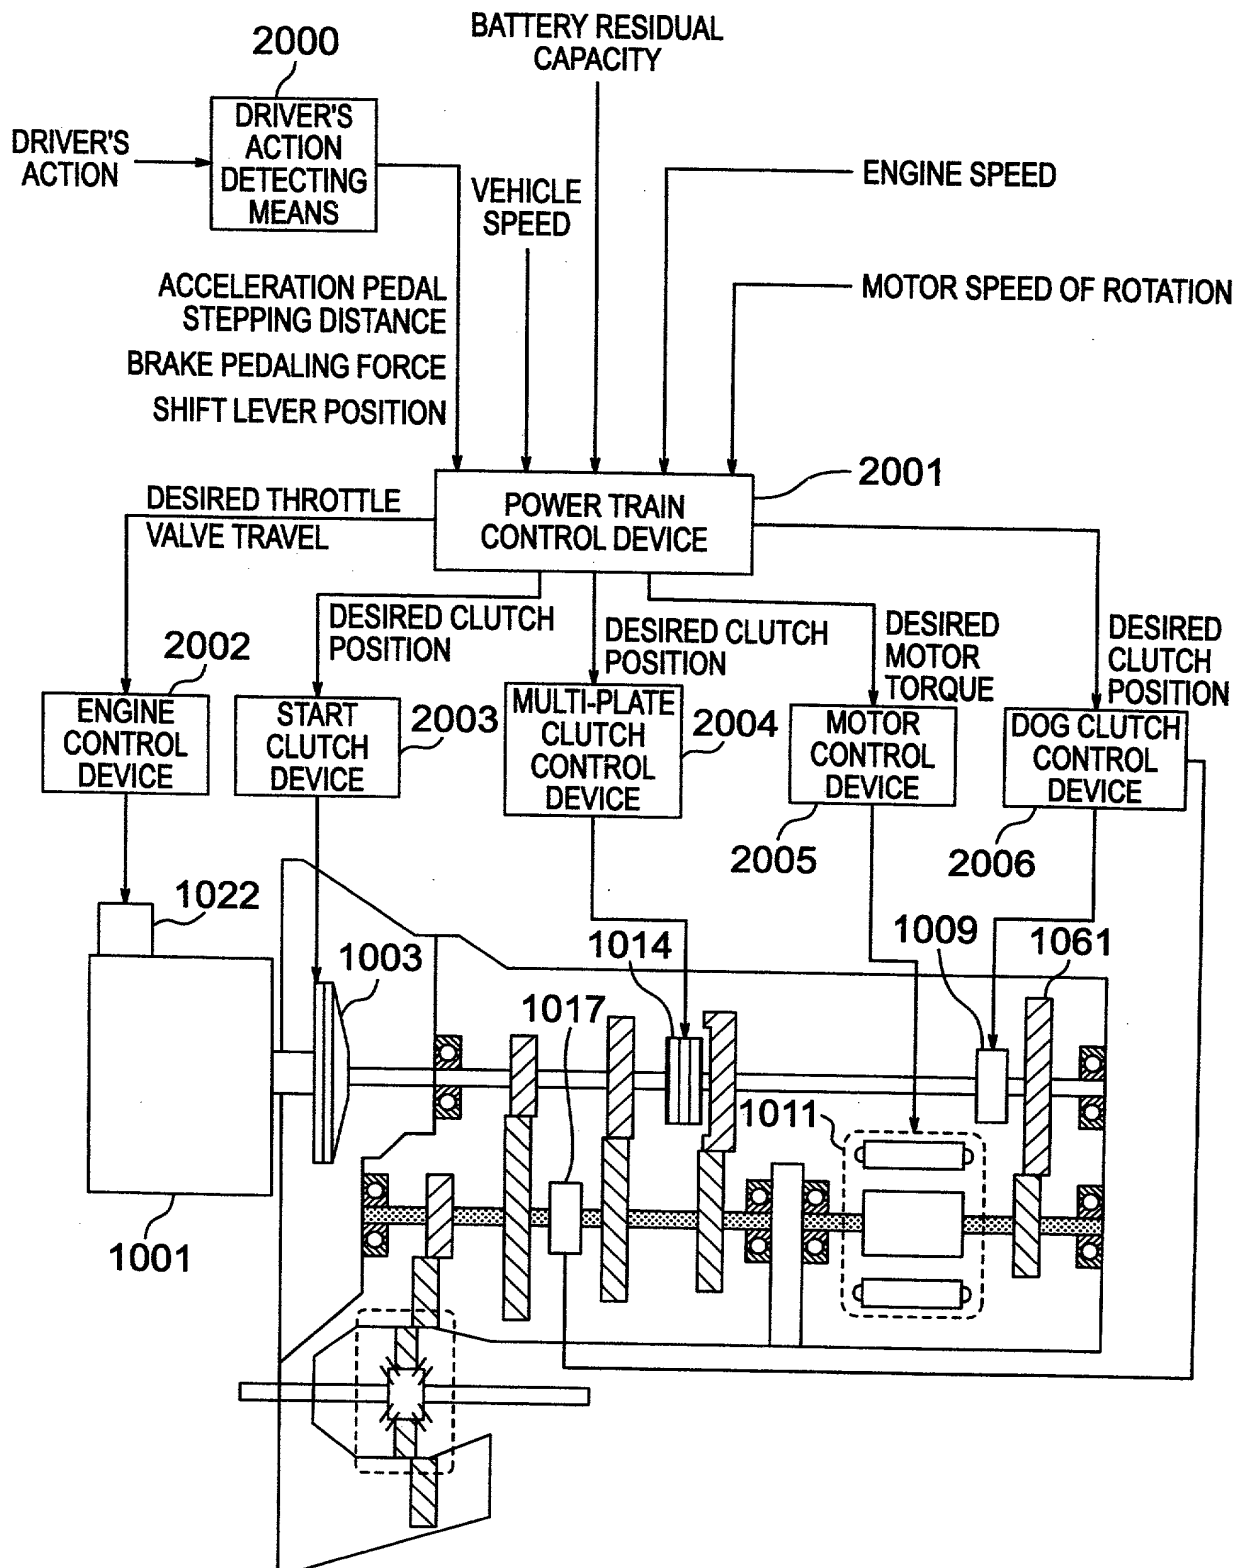 2000
BATTERY RESIDUAL
CAPACITY
DRIVER'S
ACTION
DRIVER'S
ACTION
DETECTING
MEANS
VEHICLE
SPEED
ENGINE SPEED
MOTOR SPEED OF ROTATION
ACCELERATION PEDAL
STEPPING DISTANCE
BRAKE PEDALING FORCE
SHIFT LEVER POSITION
2001
POWER TRAIN
CONTROL DEVICE
DESIRED THROTTLE
VALVE TRAVEL
DESIRED CLUTCH
POSITION
DESIRED CLUTCH
POSITION
DESIRED
MOTOR
TORQUE
DESIRED
CLUTCH
POSITION
2002
ENGINE
CONTROL
DEVICE
START
CLUTCH
DEVICE
2003
MULTI-PLATE
CLUTCH
CONTROL
DEVICE
2004
MOTOR
CONTROL
DEVICE
2005
DOG CLUTCH
CONTROL
DEVICE
2006
1022
1003
1017
1014
1009
1061
1011
1001